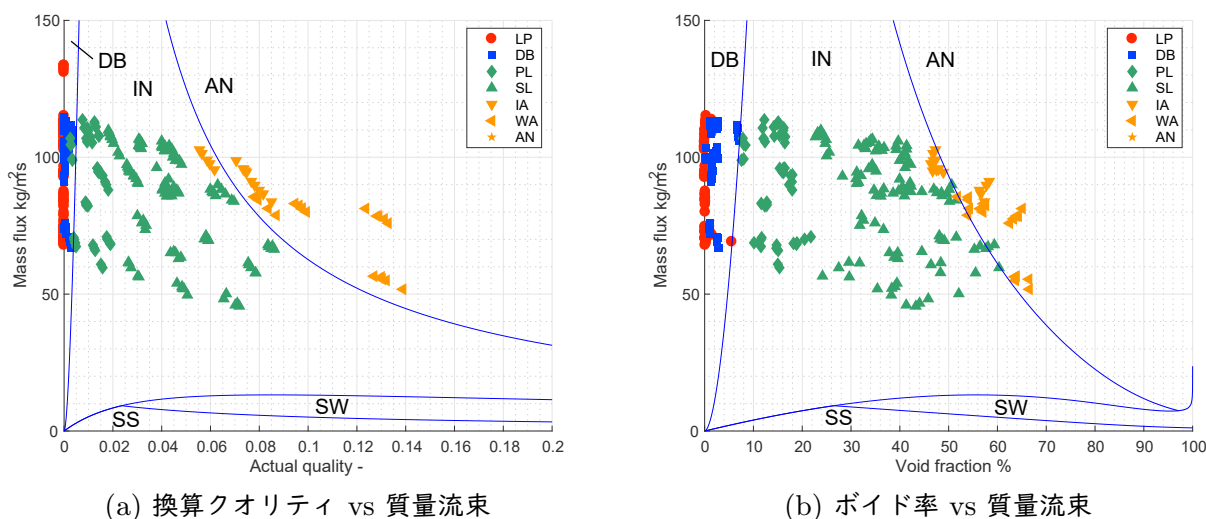 150
100
50
0
Mass flux kg/m²s
DB
IN
AN
SS
SW
LP
DB
PL
SL
IA
WA
AN
0
0.02
0.04
0.06
0.08
0.1
0.12
0.14
0.16
0.18
0.2
Actual quality -
(a) 換算クオリティ vs 質量流束
150
100
50
0
Mass flux kg/m²s
DB
IN
AN
SS
SW
LP
DB
PL
SL
IA
WA
AN
0
10
20
30
40
50
60
70
80
90
100
Void fraction %
(b) ボイド率 vs 質量流束